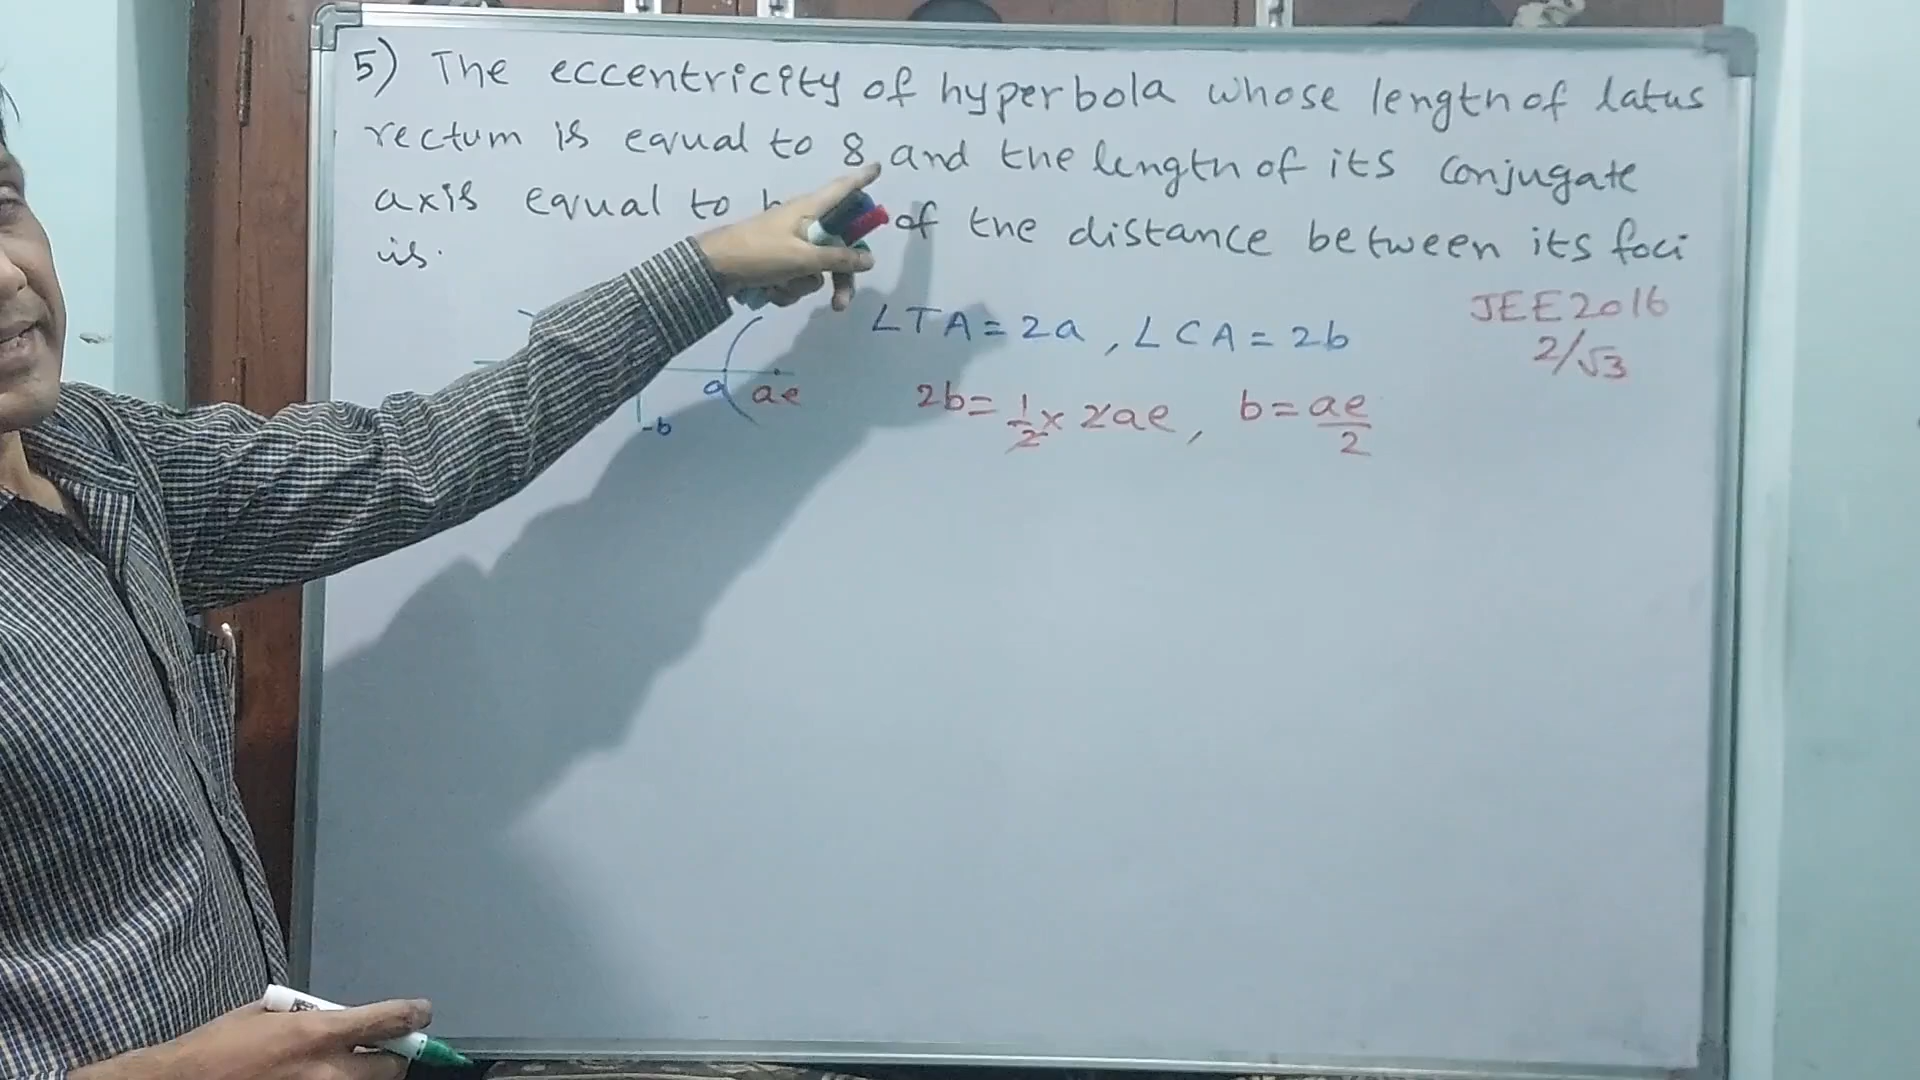 5) The eccentricity of hyperbola whose length of latus
rectum is equal to 8 and the length of its conjugate
axis equal to of the distance between its foci
is.
JEE 2016
2/√3
LTA = 2a , LCA = 2b
a ae
-b
2b = 1/2 × 2ae , b = ae/2